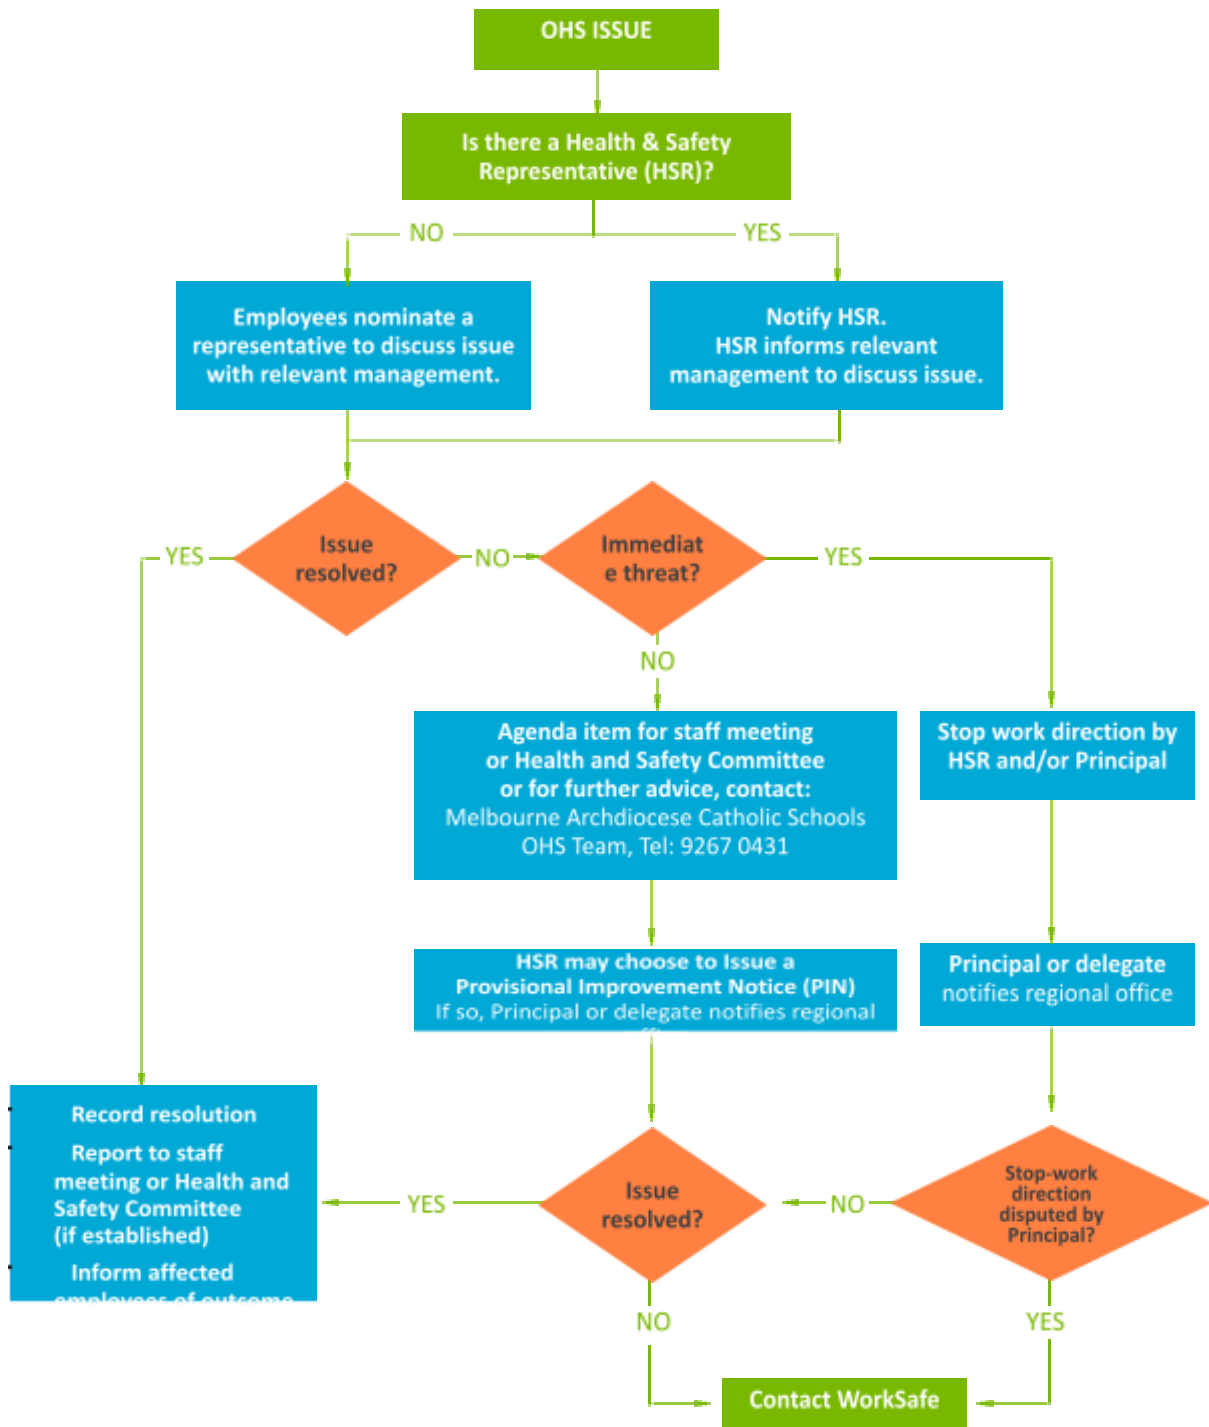 OHS ISSUE
Is there a Health & Safety
Representative (HSR)?
NO
YES
Employees nominate a
representative to discuss issue
with relevant management.
Notify HSR.
HSR informs relevant
management to discuss issue.
Issue
resolved?
YES
NO
Immediat
e threat?
YES
NO
Agenda item for staff meeting
or Health and Safety Committee
or for further advice, contact:
Melbourne Archdiocese Catholic Schools
OHS Team, Tel: 9267 0431
Stop work direction by
HSR and/or Principal
HSR may choose to Issue a
Provisional Improvement Notice (PIN)
If so, Principal or delegate notifies regional
Principal or delegate
notifies regional office
Record resolution
Report to staff
meeting or Health and
Safety Committee
(if established)
Inform affected
employees of outcome
YES
Issue
resolved?
NO
Stop-work
direction
disputed by
Principal?
NO
YES
Contact WorkSafe